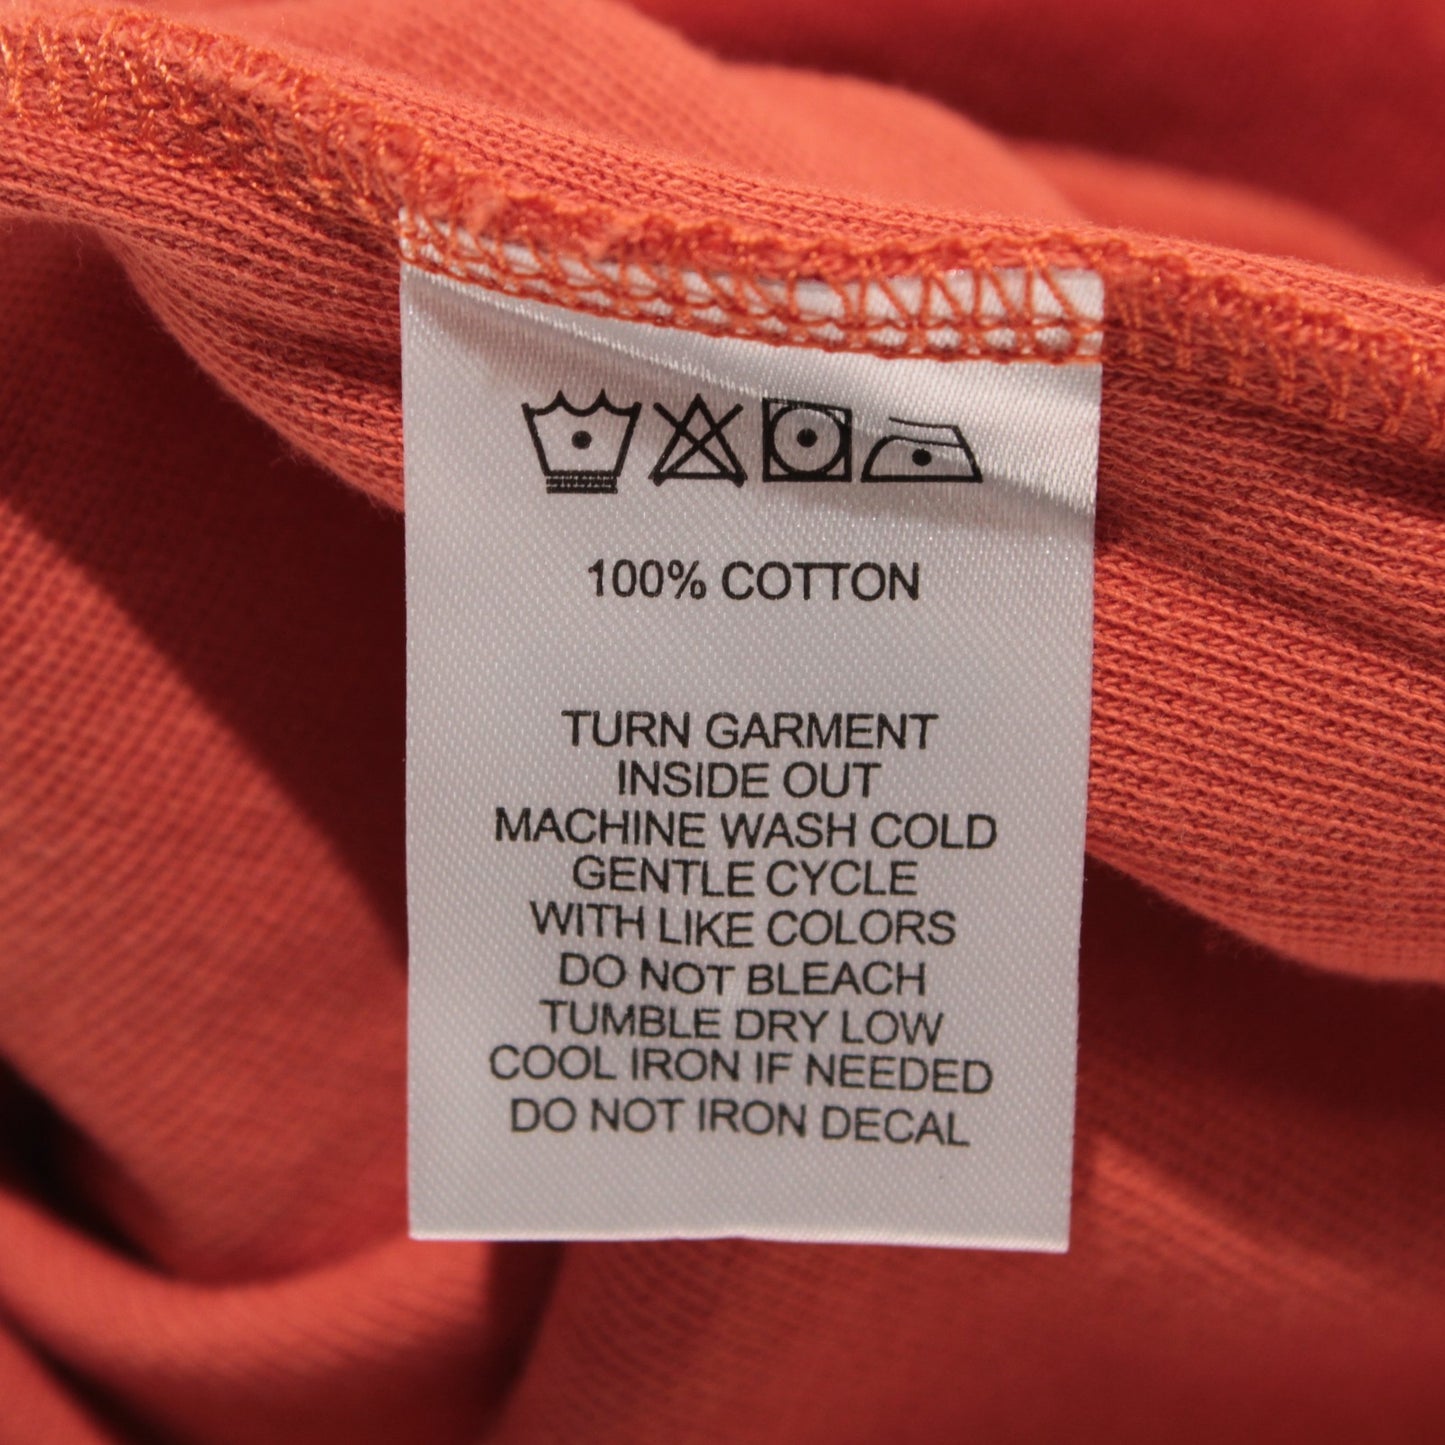 100% COTTON
TURN GARMENT
INSIDE OUT
MACHINE WASH COLD
GENTLE CYCLE
WITH LIKE COLORS
DO NOT BLEACH
TUMBLE DRY LOW
COOL IRON IF NEEDED
DO NOT IRON DECAL